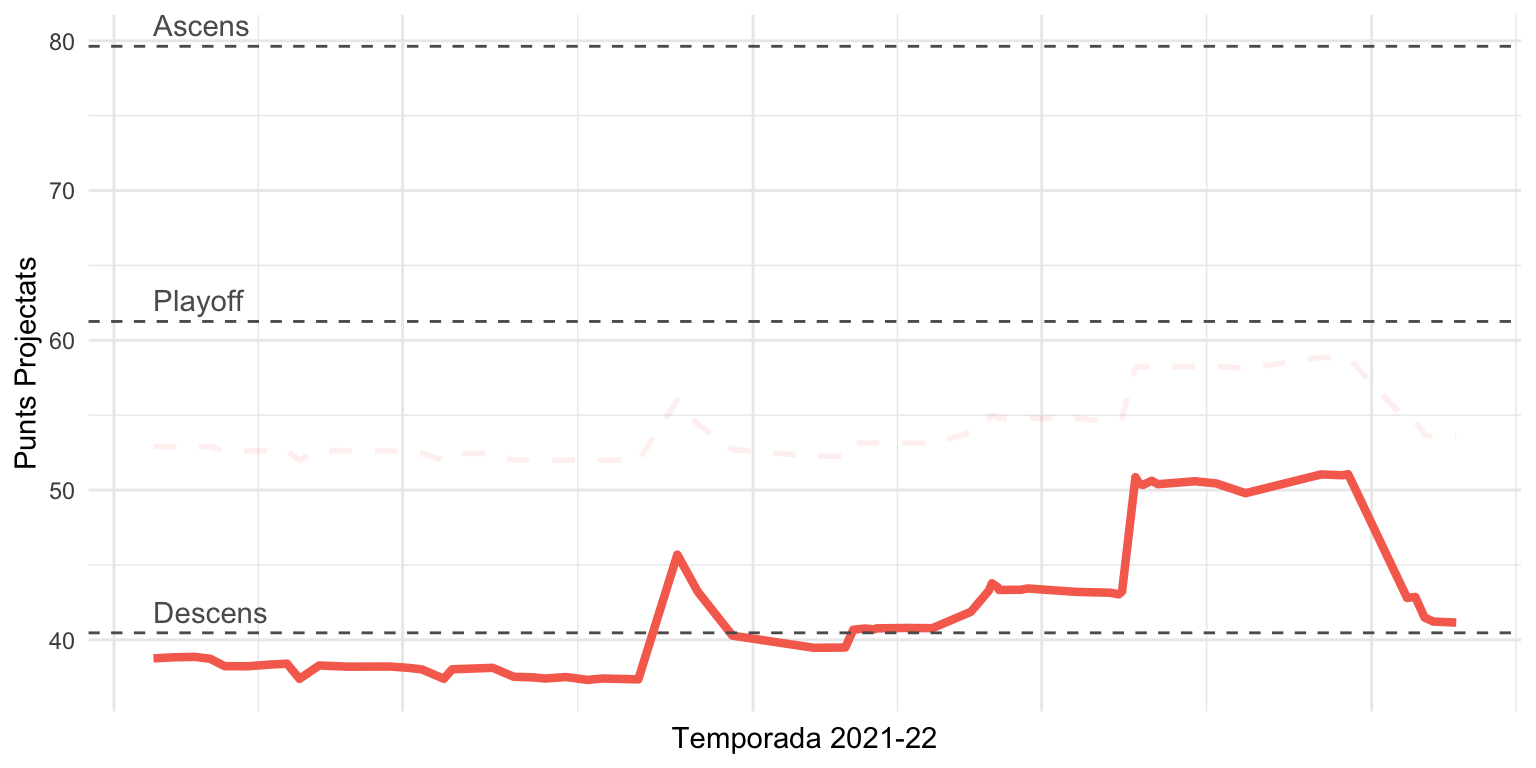 Ascens
80
70
Playoff
60
50
Descens
40
Punts Projectats
Temporada 2021-22